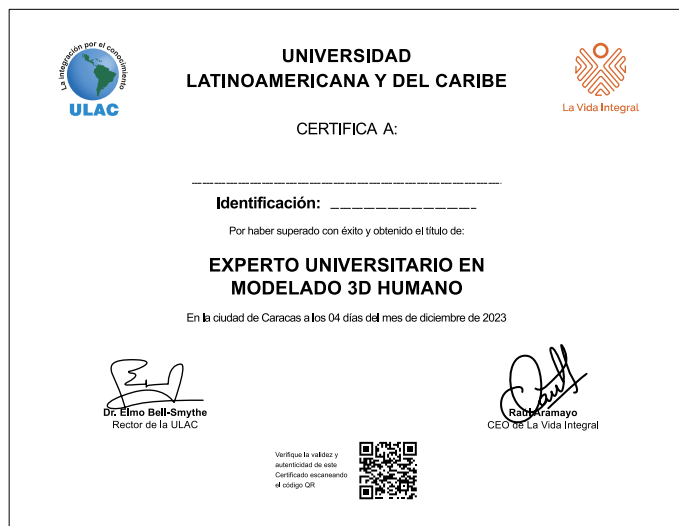 La integración por el conocimiento
ULAC
UNIVERSIDAD
LATINOAMERICANA Y DEL CARIBE
La Vida Integral
CERTIFICA A:
Identificación:
Por haber superado con éxito y obtenido el título de:
EXPERTO UNIVERSITARIO EN
MODELADO 3D HUMANO
En la ciudad de Caracas a los 04 días del mes de diciembre de 2023
Dr. Elmo Bell-Smythe
Rector de la ULAC
Raúl Aramayo
CEO de La Vida Integral
Verifique la validez y
autenticidad de este
Certificado escaneando
el código QR